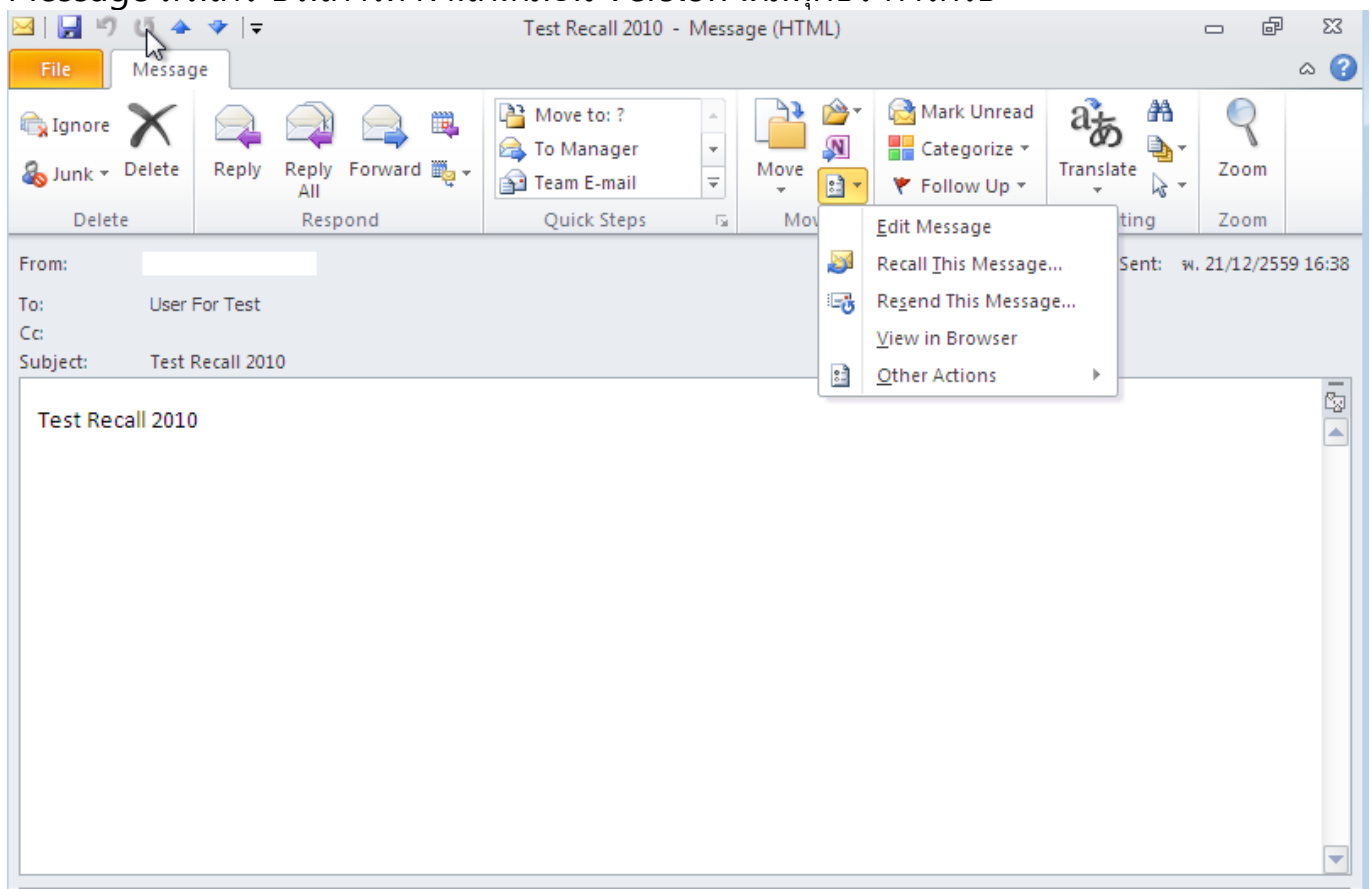 Message
Test Recall 2010 - Message (HTML)
File
Message
Ignore
Junk
Delete
Reply
Reply All
Forward
Move to: ?
To Manager
Team E-mail
Move
Mark Unread
Categorize
Follow Up
Translate
Zoom
Delete
Respond
Quick Steps
Mov
ting
Zoom
Edit Message
Recall This Message...
Resend This Message...
View in Browser
Other Actions
From:
Sent: พ. 21/12/2559 16:38
To: User For Test
Cc:
Subject: Test Recall 2010
Test Recall 2010